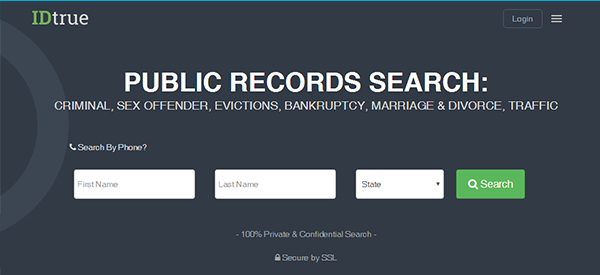 IDtrue
Login
PUBLIC RECORDS SEARCH:
CRIMINAL, SEX OFFENDER, EVICTIONS, BANKRUPTCY, MARRIAGE & DIVORCE, TRAFFIC
Search By Phone?
First Name
Last Name
State
Search
- 100% Private & Confidential Search -
Secure by SSL